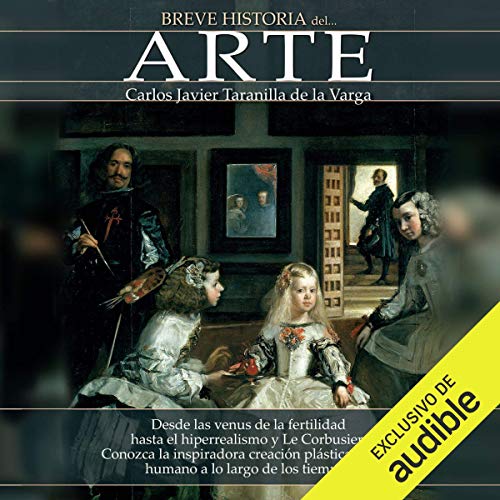 BREVE HISTORIA del...
ARTE
Carlos Javier Taranilla de la Varga
Desde las venus de la fertilidad
hasta el hiperrealismo y Le Corbusier
Conozca la inspiradora creación plástica
humano a lo largo de los
EXCLUSIVO DE
audible